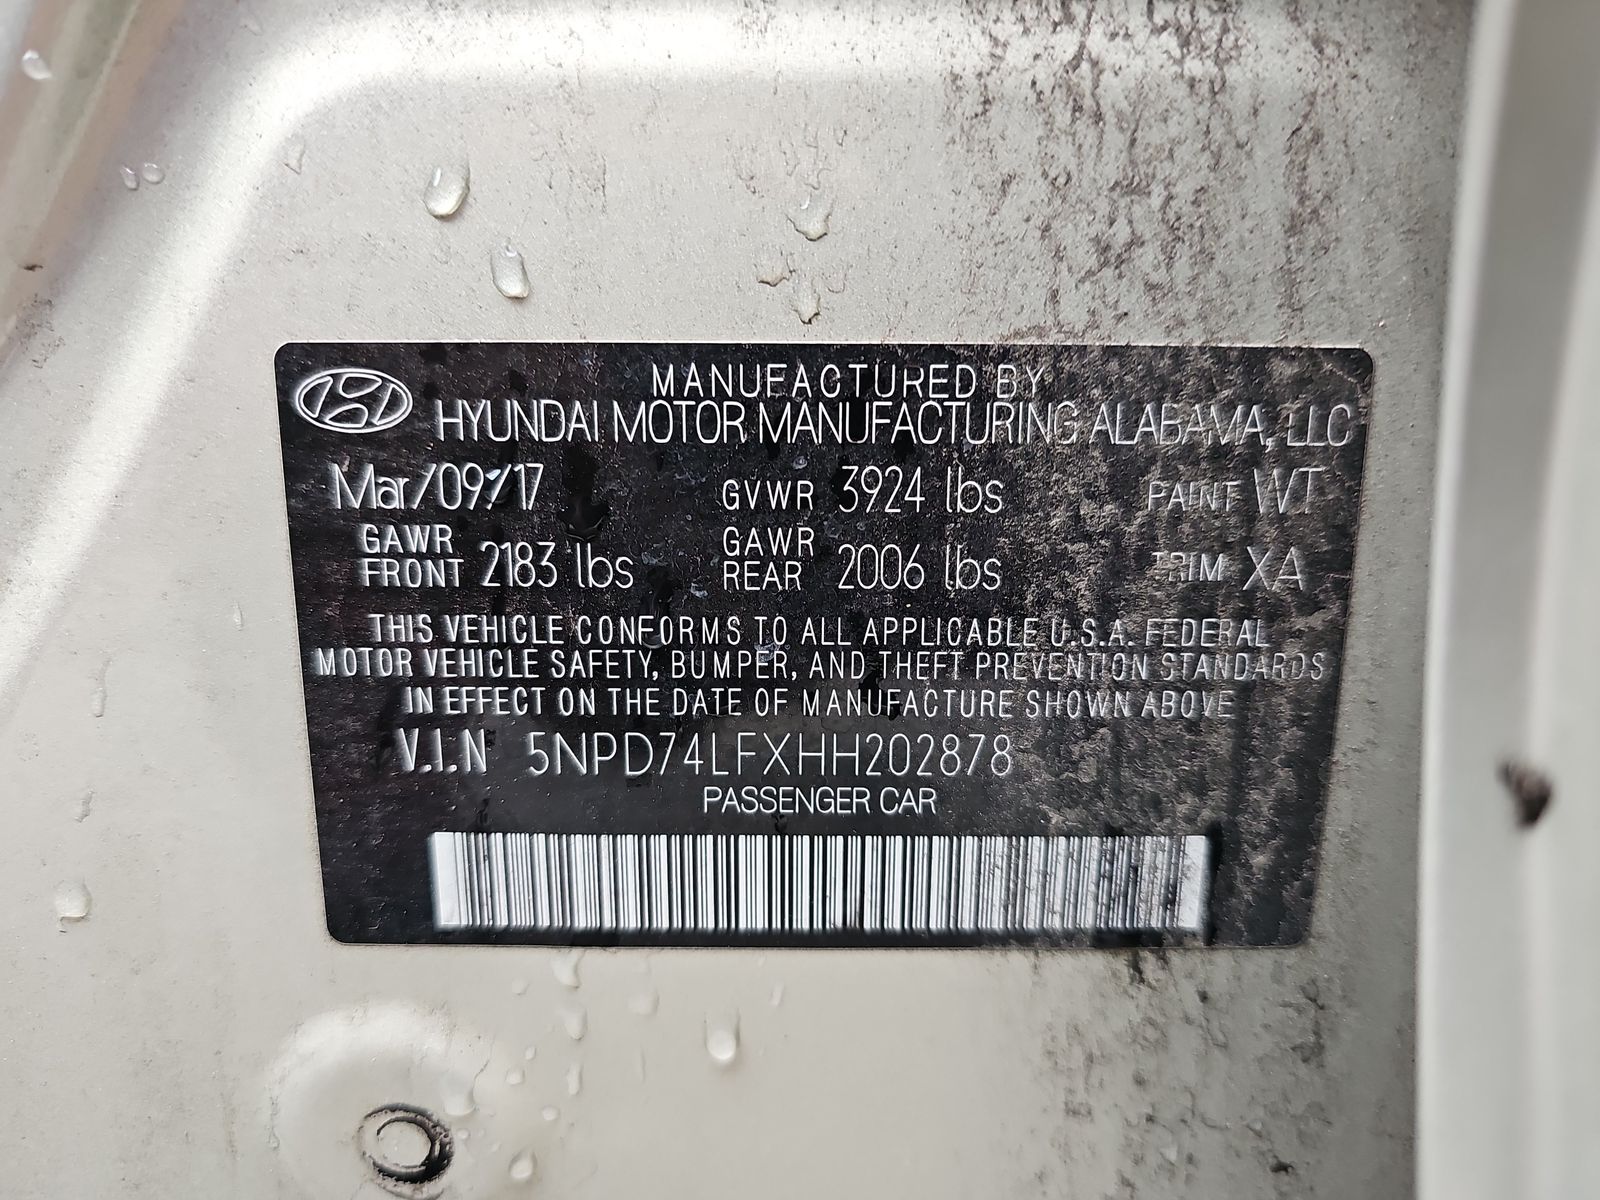 MANUFACTURED BY
HYUNDAI MOTOR MANUFACTURING ALABAMA, LLC
Mar/09/17 GVWR 3924 lbs PAINT WT
GAWR FRONT 2183 lbs GAWR REAR 2006 lbs TRIM XA
THIS VEHICLE CONFORMS TO ALL APPLICABLE U.S.A. FEDERAL
MOTOR VEHICLE SAFETY, BUMPER, AND THEFT PREVENTION STANDARDS
IN EFFECT ON THE DATE OF MANUFACTURE SHOWN ABOVE
V.I.N 5NPD74LFXHH202878
PASSENGER CAR